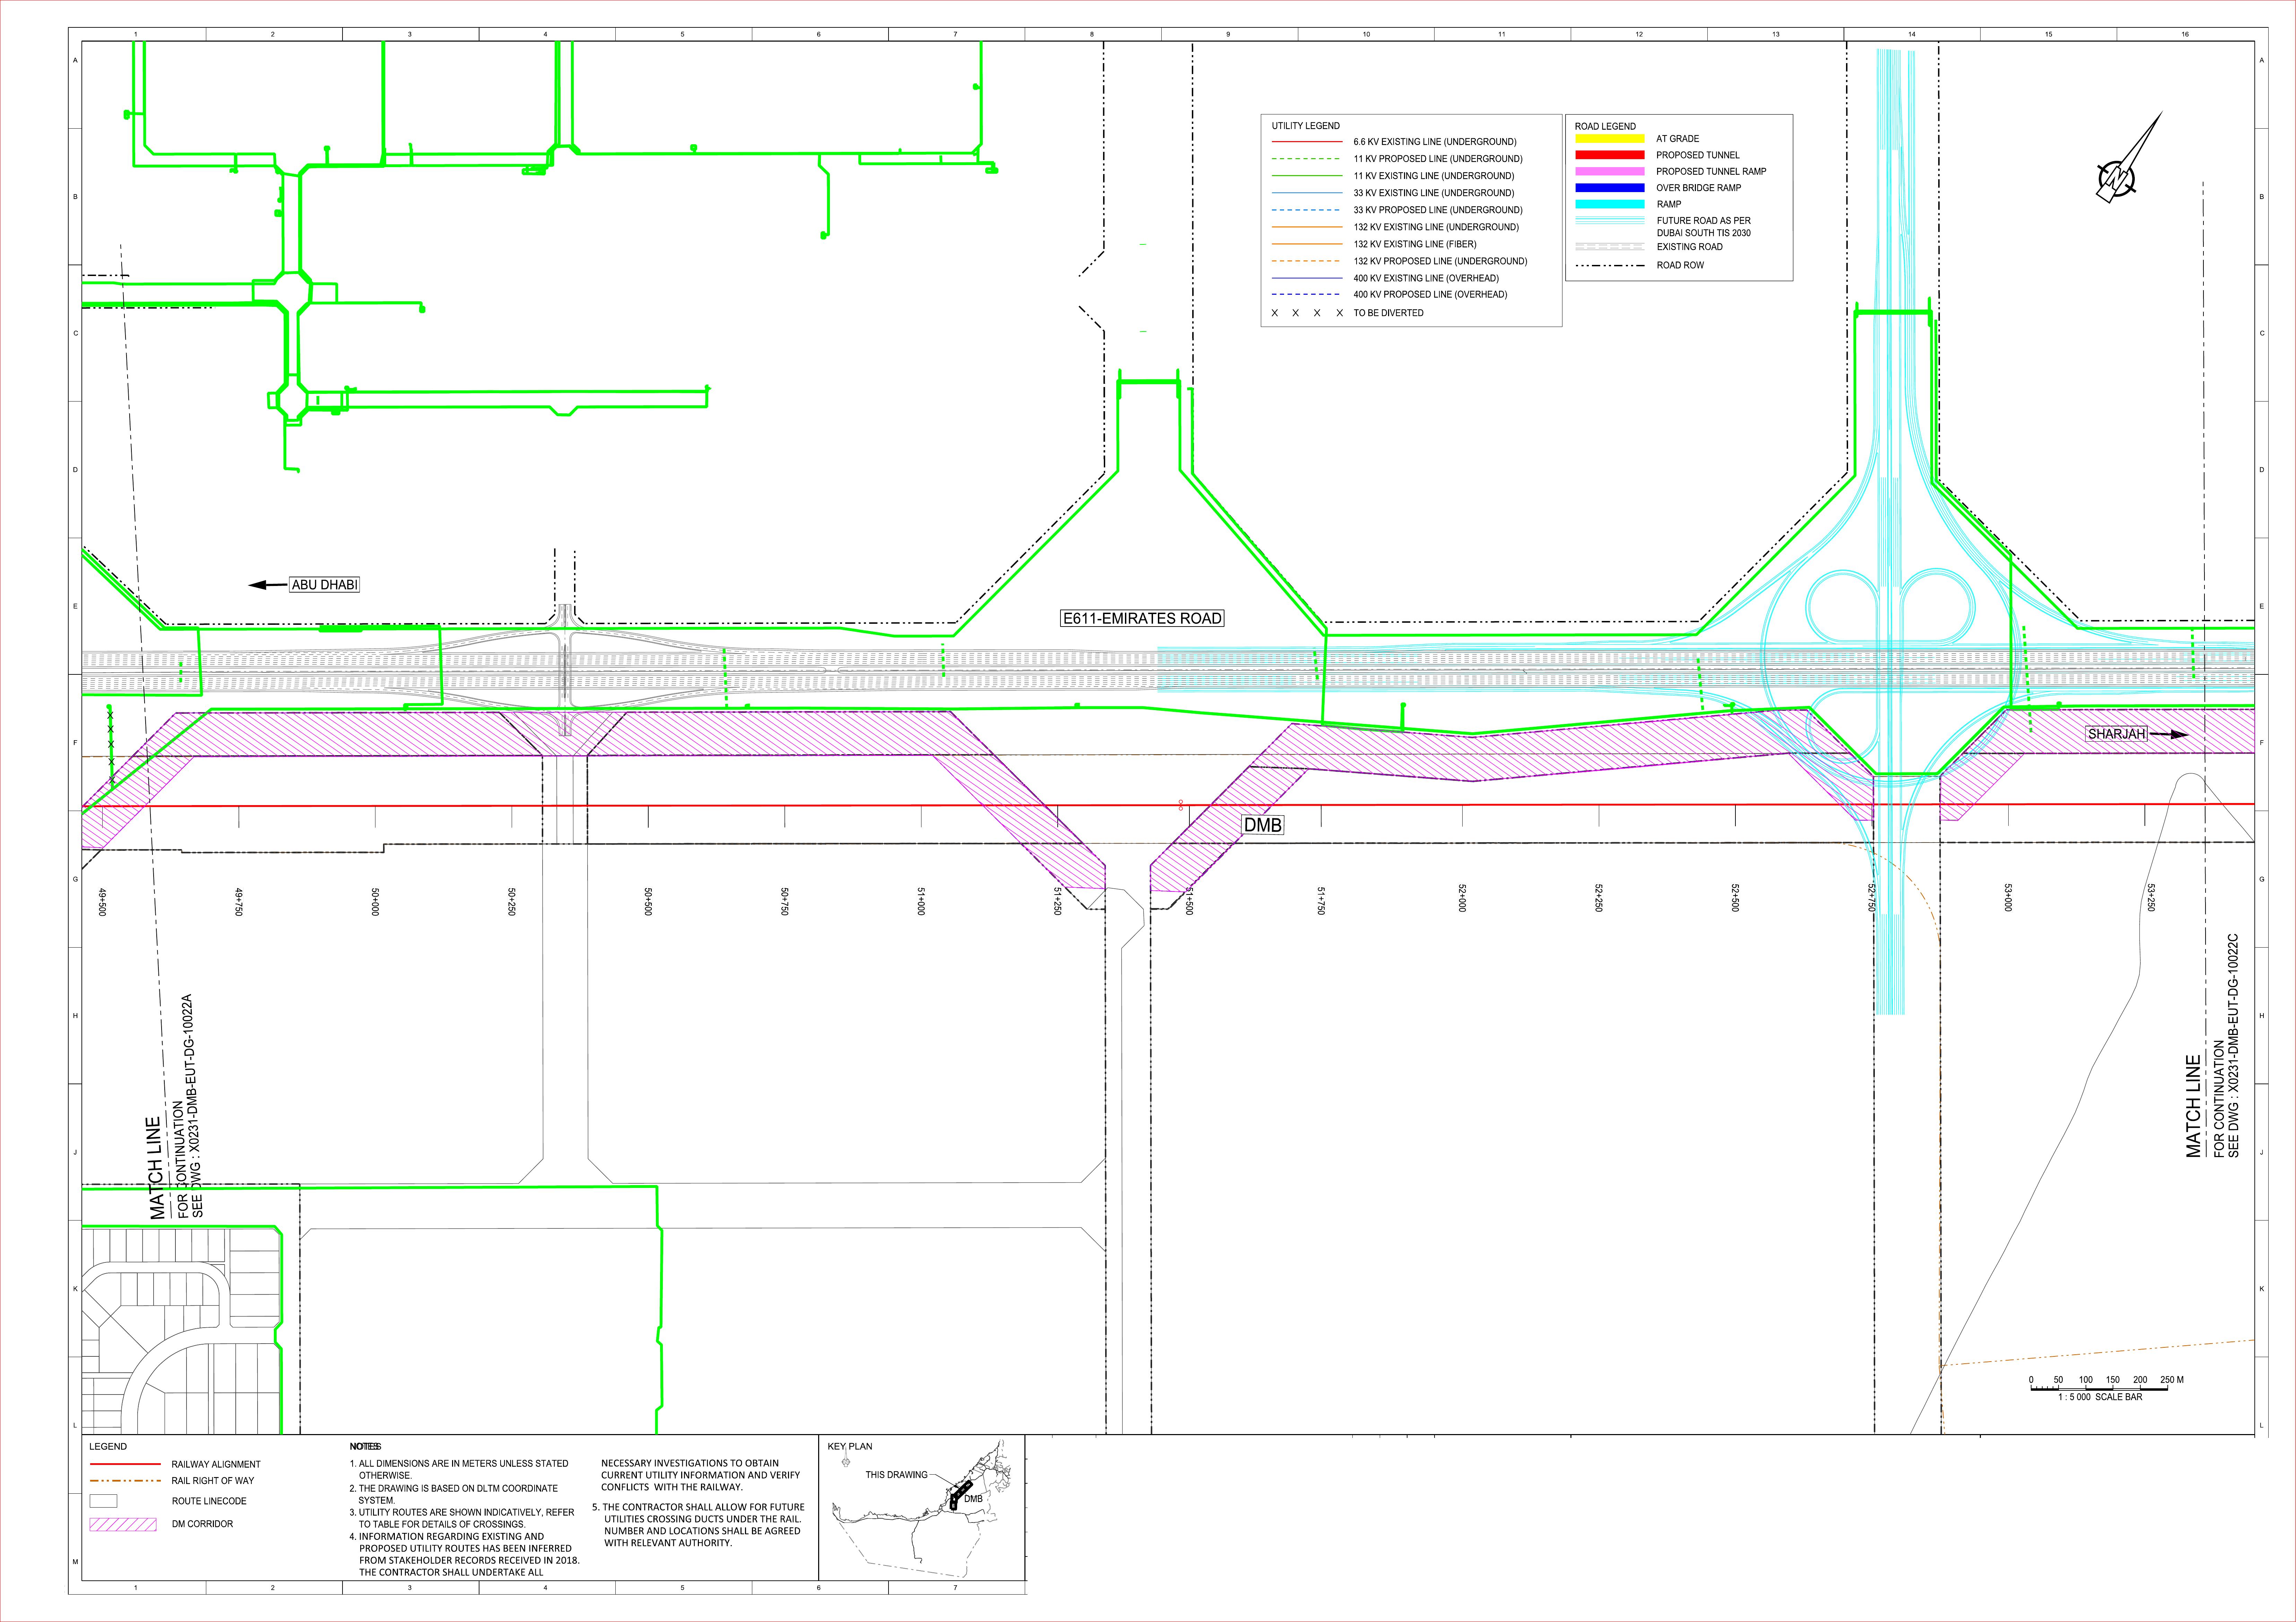 1 2 3 4 5 6 7 8 9 10 11 12 13 14 15 16
A A
B B
C C
D D
E E
F F
G G
H H
J J
K K
L L
M
UTILITY LEGEND
6.6 KV EXISTING LINE (UNDERGROUND)
11 KV PROPOSED LINE (UNDERGROUND)
11 KV EXISTING LINE (UNDERGROUND)
33 KV EXISTING LINE (UNDERGROUND)
33 KV PROPOSED LINE (UNDERGROUND)
132 KV EXISTING LINE (UNDERGROUND)
132 KV EXISTING LINE (FIBER)
132 KV PROPOSED LINE (UNDERGROUND)
400 KV EXISTING LINE (OVERHEAD)
400 KV PROPOSED LINE (OVERHEAD)
X X X X TO BE DIVERTED
ROAD LEGEND
AT GRADE
PROPOSED TUNNEL
PROPOSED TUNNEL RAMP
OVER BRIDGE RAMP
RAMP
FUTURE ROAD AS PER
DUBAI SOUTH TIS 2030
EXISTING ROAD
ROAD ROW
N
ABU DHABI
E611-EMIRATES ROAD
X
X
X
X
X
SHARJAH
DMB
49+500
49+750
50+000
50+250
50+500
50+750
51+000
51+250
51+500
51+750
52+000
52+250
52+500
52+750
53+000
53+250
MATCH LINE
FOR CONTINUATION
SEE DWG : X0231-DMB-EUT-DG-10022A
MATCH LINE
FOR CONTINUATION
SEE DWG : X0231-DMB-EUT-DG-10022C
0 50 100 150 200 250 M
1 : 5 000 SCALE BAR
LEGEND
RAILWAY ALIGNMENT
RAIL RIGHT OF WAY
ROUTE LINECODE
DM CORRIDOR
NOTES
1. ALL DIMENSIONS ARE IN METERS UNLESS STATED
OTHERWISE.
2. THE DRAWING IS BASED ON DLTM COORDINATE
SYSTEM.
3. UTILITY ROUTES ARE SHOWN INDICATIVELY, REFER
TO TABLE FOR DETAILS OF CROSSINGS.
4. INFORMATION REGARDING EXISTING AND
PROPOSED UTILITY ROUTES HAS BEEN INFERRED
FROM STAKEHOLDER RECORDS RECEIVED IN 2018.
THE CONTRACTOR SHALL UNDERTAKE ALL
NECESSARY INVESTIGATIONS TO OBTAIN
CURRENT UTILITY INFORMATION AND VERIFY
CONFLICTS WITH THE RAILWAY.
5. THE CONTRACTOR SHALL ALLOW FOR FUTURE
UTILITIES CROSSING DUCTS UNDER THE RAIL.
NUMBER AND LOCATIONS SHALL BE AGREED
WITH RELEVANT AUTHORITY.
KEY PLAN
THIS DRAWING
DMB
1 2 3 4 5 6 7